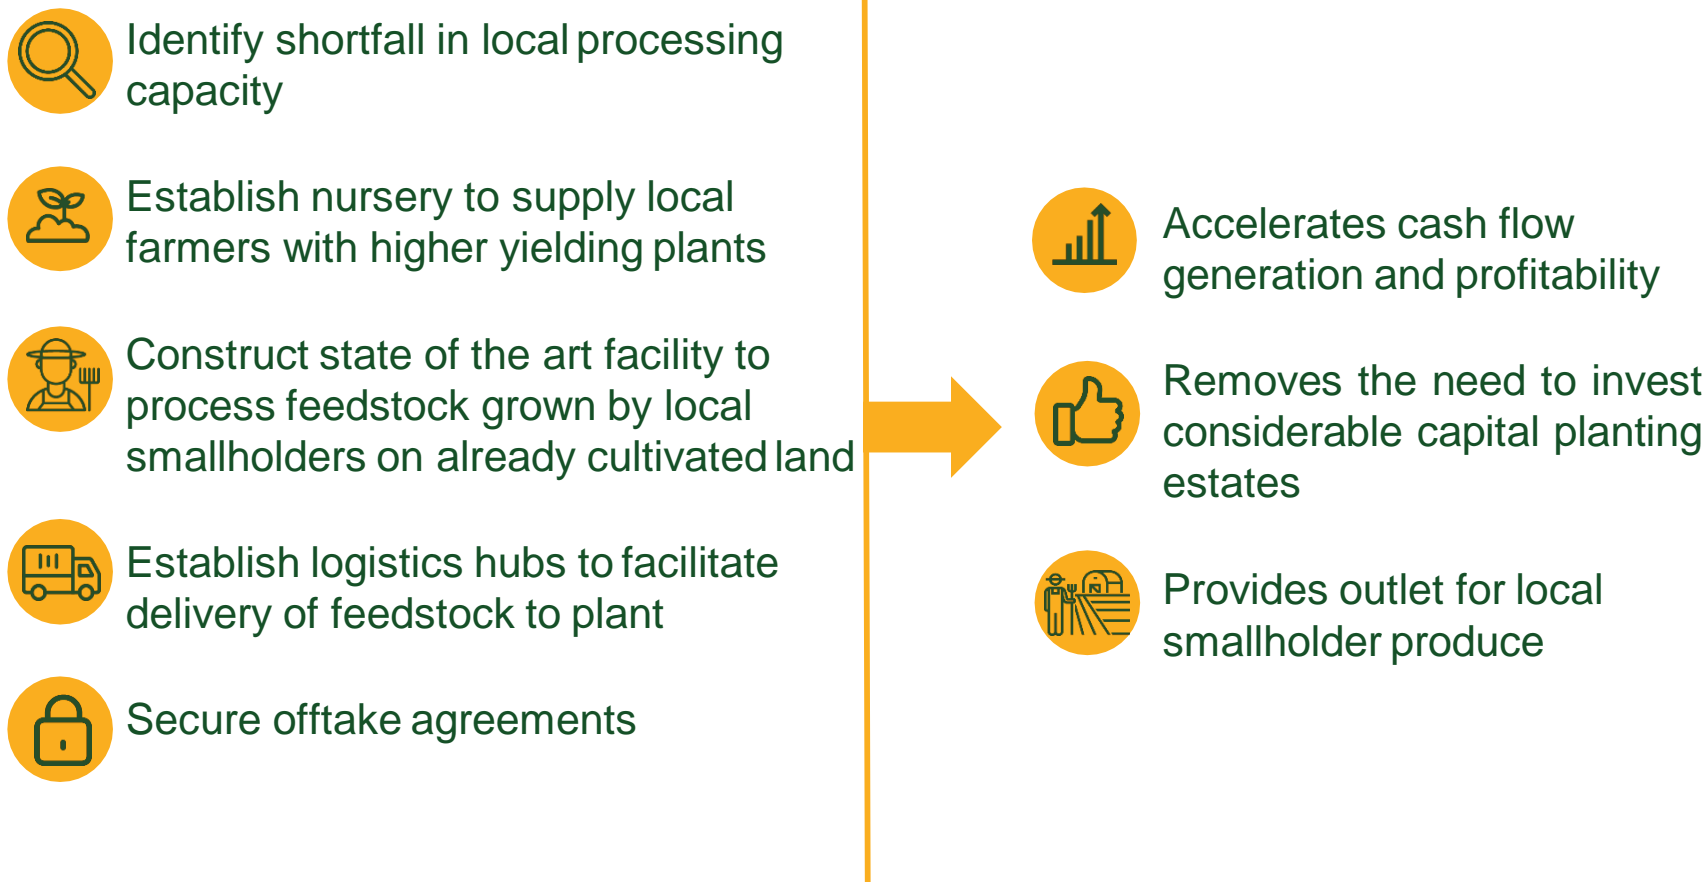 Identify shortfall in local processing
capacity
Establish nursery to supply local
farmers with higher yielding plants
Construct state of the art facility to
process feedstock grown by local
smallholders on already cultivated land
Establish logistics hubs to facilitate
delivery of feedstock to plant
Secure offtake agreements
Accelerates cash flow
generation and profitability
Removes the need to invest
considerable capital planting
estates
Provides outlet for local
smallholder produce